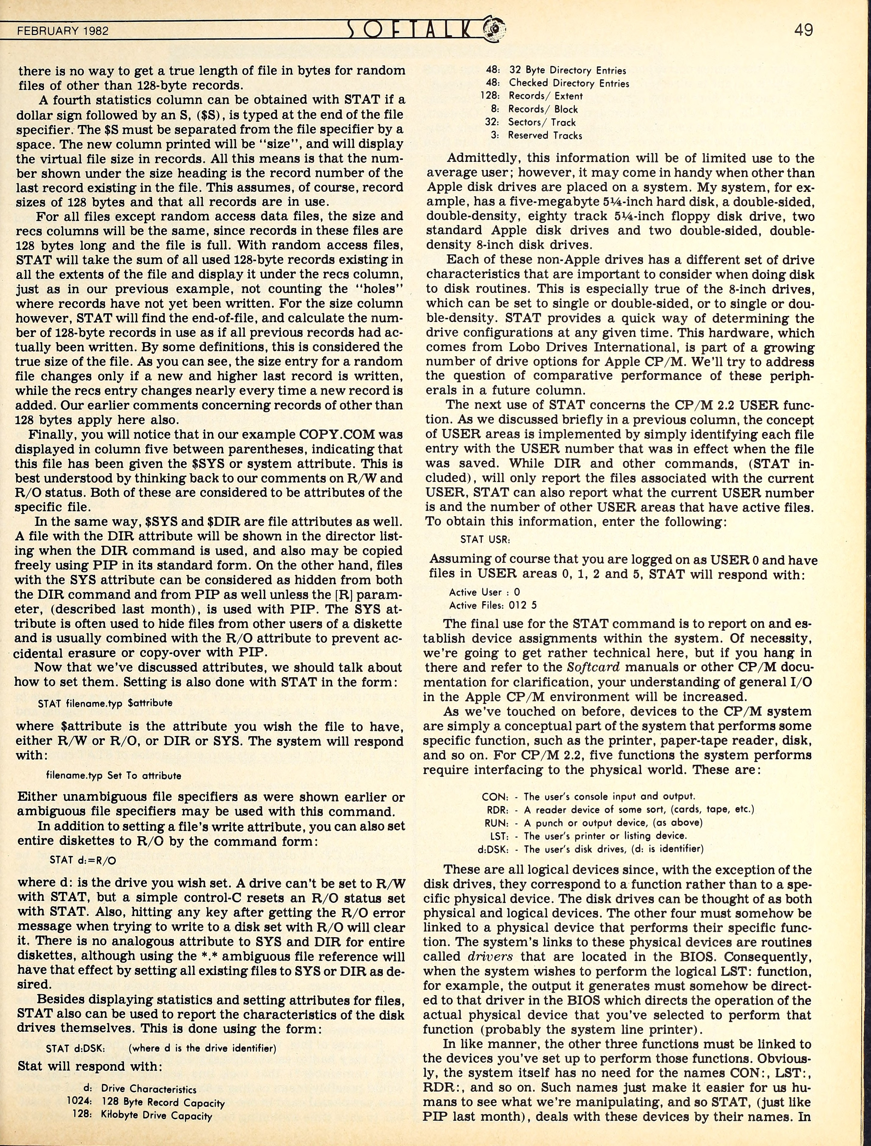 FEBRUARY 1982
SOFTALK
49
there is no way to get a true length of file in bytes for random
files of other than 128-byte records.
A fourth statistics column can be obtained with STAT if a
dollar sign followed by an S, ($S), is typed at the end of the file
specifier. The $S must be separated from the file specifier by a
space. The new column printed will be "size", and will display
the virtual file size in records. All this means is that the num-
ber shown under the size heading is the record number of the
last record existing in the file. This assumes, of course, record
sizes of 128 bytes and that all records are in use.
For all files except random access data files, the size and
recs columns will be the same, since records in these files are
128 bytes long and the file is full. With random access files,
STAT will take the sum of all used 128-byte records existing in
all the extents of the file and display it under the recs column,
just as in our previous example, not counting the "holes"
where records have not yet been written. For the size column
however, STAT will find the end-of-file, and calculate the num-
ber of 128-byte records in use as if all previous records had ac-
tually been written. By some definitions, this is considered the
true size of the file. As you can see, the size entry for a random
file changes only if a new and higher last record is written,
while the recs entry changes nearly every time a new record is
added. Our earlier comments concerning records of other than
128 bytes apply here also.
Finally, you will notice that in our example COPY.COM was
displayed in column five between parentheses, indicating that
this file has been given the $SYS or system attribute. This is
best understood by thinking back to our comments on R/W and
R/O status. Both of these are considered to be attributes of the
specific file.
In the same way, $SYS and $DIR are file attributes as well.
A file with the DIR attribute will be shown in the director list-
ing when the DIR command is used, and also may be copied
freely using PIP in its standard form. On the other hand, files
with the SYS attribute can be considered as hidden from both
the DIR command and from PIP as well unless the [R] param-
eter, (described last month), is used with PIP. The SYS at-
tribute is often used to hide files from other users of a diskette
and is usually combined with the R/O attribute to prevent ac-
cidental erasure or copy-over with PIP.
Now that we've discussed attributes, we should talk about
how to set them. Setting is also done with STAT in the form:
STAT filename.typ $attribute
where $attribute is the attribute you wish the file to have,
either R/W or R/O, or DIR or SYS. The system will respond
with:
filename.typ Set To attribute
Either unambiguous file specifiers as were shown earlier or
ambiguous file specifiers may be used with this command.
In addition to setting a file's write attribute, you can also set
entire diskettes to R/O by the command form:
STAT d:=R/O
where d: is the drive you wish set. A drive can't be set to R/W
with STAT, but a simple control-C resets an R/O status set
with STAT. Also, hitting any key after getting the R/O error
message when trying to write to a disk set with R/O will clear
it. There is no analogous attribute to SYS and DIR for entire
diskettes, although using the *.* ambiguous file reference will
have that effect by setting all existing files to SYS or DIR as de-
sired.
Besides displaying statistics and setting attributes for files,
STAT also can be used to report the characteristics of the disk
drives themselves. This is done using the form:
STAT d:DSK: (where d is the drive identifier)
Stat will respond with:
d: Drive Characteristics
1024: 128 Byte Record Capacity
128: Kilobyte Drive Capacity
48: 32 Byte Directory Entries
48: Checked Directory Entries
128: Records/ Extent
8: Records/ Block
32: Sectors/ Track
3: Reserved Tracks
Admittedly, this information will be of limited use to the
average user; however, it may come in handy when other than
Apple disk drives are placed on a system. My system, for ex-
ample, has a five-megabyte 5¼-inch hard disk, a double-sided,
double-density, eighty track 5¼-inch floppy disk drive, two
standard Apple disk drives and two double-sided, double-
density 8-inch disk drives.
Each of these non-Apple drives has a different set of drive
characteristics that are important to consider when doing disk
to disk routines. This is especially true of the 8-inch drives,
which can be set to single or double-sided, or to single or dou-
ble-density. STAT provides a quick way of determining the
drive configurations at any given time. This hardware, which
comes from Lobo Drives International, is part of a growing
number of drive options for Apple CP/M. We'll try to address
the question of comparative performance of these periph-
erals in a future column.
The next use of STAT concerns the CP/M 2.2 USER func-
tion. As we discussed briefly in a previous column, the concept
of USER areas is implemented by simply identifying each file
entry with the USER number that was in effect when the file
was saved. While DIR and other commands, (STAT in-
cluded), will only report the files associated with the current
USER, STAT can also report what the current USER number
is and the number of other USER areas that have active files.
To obtain this information, enter the following:
STAT USR:
Assuming of course that you are logged on as USER 0 and have
files in USER areas 0, 1, 2 and 5, STAT will respond with:
Active User : 0
Active Files: 012 5
The final use for the STAT command is to report on and es-
tablish device assignments within the system. Of necessity,
we're going to get rather technical here, but if you hang in
there and refer to the Softcard manuals or other CP/M docu-
mentation for clarification, your understanding of general I/O
in the Apple CP/M environment will be increased.
As we've touched on before, devices to the CP/M system
are simply a conceptual part of the system that performs some
specific function, such as the printer, paper-tape reader, disk,
and so on. For CP/M 2.2, five functions the system performs
require interfacing to the physical world. These are:
CON: - The user's console input and output.
RDR: - A reader device of some sort, (cards, tape, etc.)
RUN: - A punch or output device, (as above)
LST: - The user's printer or listing device.
d:DSK: - The user's disk drives, (d: is identifier)
These are all logical devices since, with the exception of the
disk drives, they correspond to a function rather than to a spe-
cific physical device. The disk drives can be thought of as both
physical and logical devices. The other four must somehow be
linked to a physical device that performs their specific func-
tion. The system's links to these physical devices are routines
called drivers that are located in the BIOS. Consequently,
when the system wishes to perform the logical LST: function,
for example, the output it generates must somehow be direct-
ed to that driver in the BIOS which directs the operation of the
actual physical device that you've selected to perform that
function (probably the system line printer).
In like manner, the other three functions must be linked to
the devices you've set up to perform those functions. Obvious-
ly, the system itself has no need for the names CON:, LST:,
RDR:, and so on. Such names just make it easier for us hu-
mans to see what we're manipulating, and so STAT, (just like
PIP last month), deals with these devices by their names. In